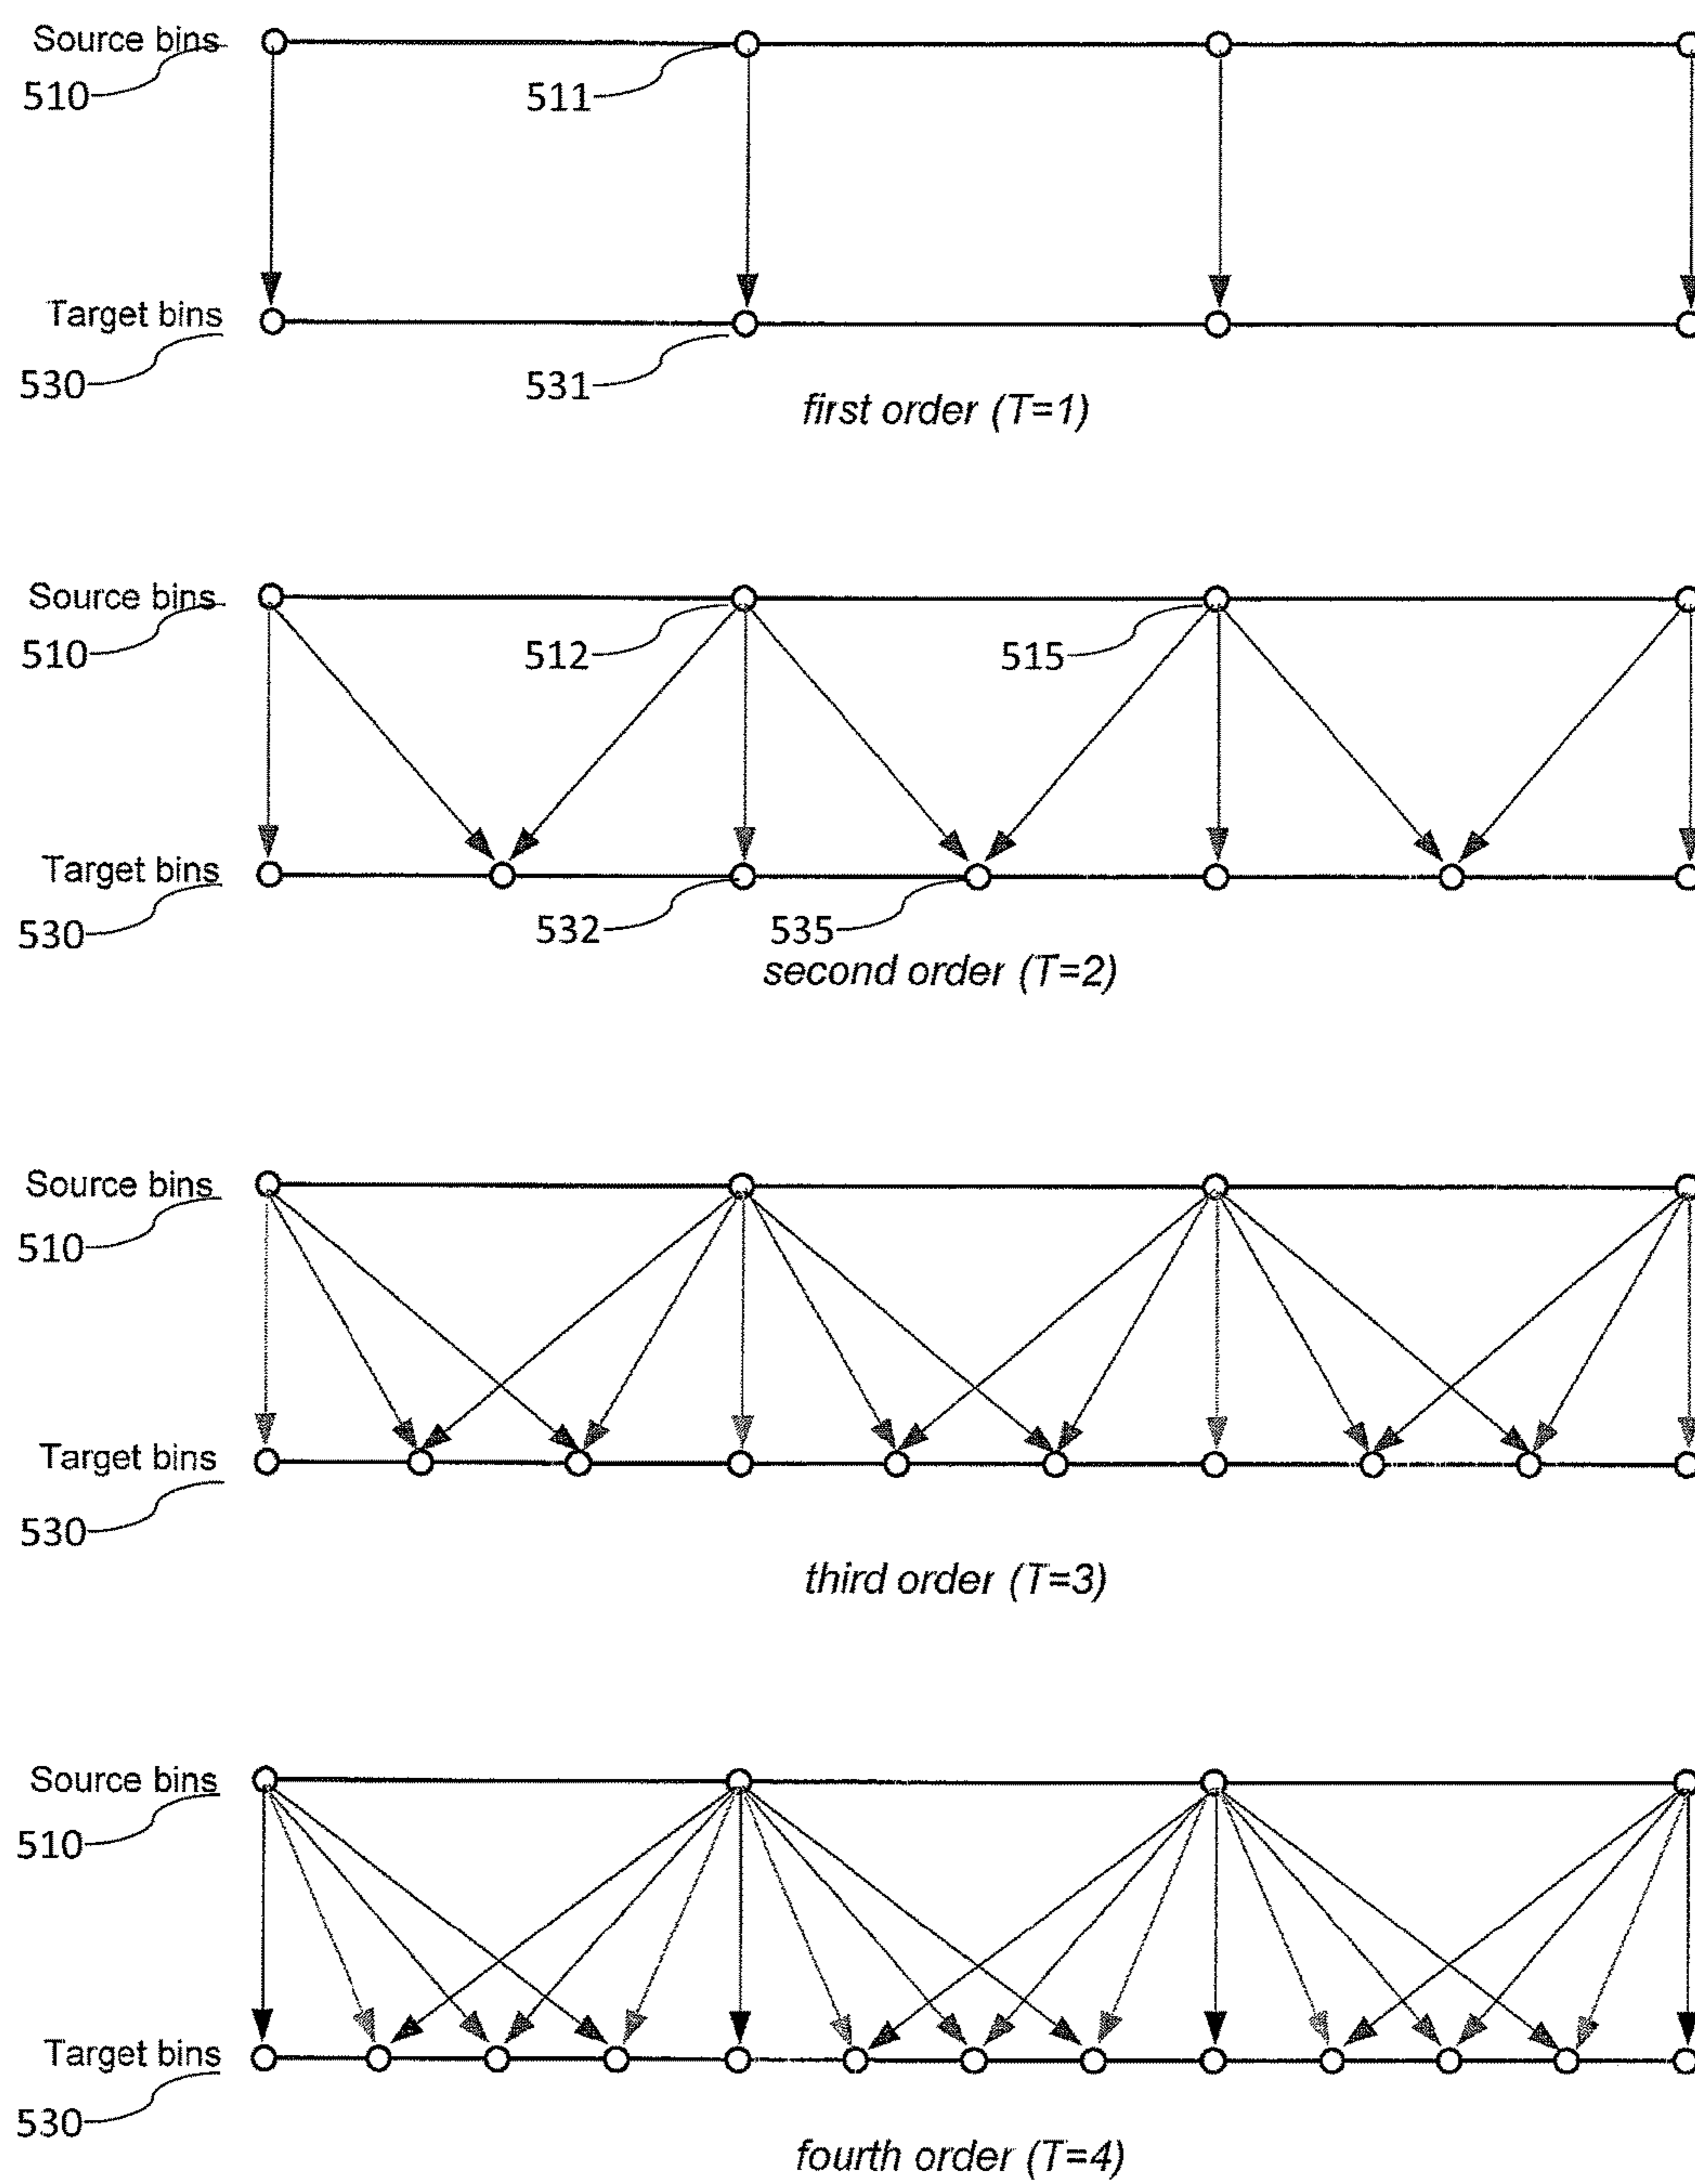 Source bins
510
511
Target bins
530
531
first order (T=1)
Source bins
510
512
515
Target bins
530
532
535
second order (T=2)
Source bins
510
Target bins
530
third order (T=3)
Source bins
510
Target bins
530
fourth order (T=4)